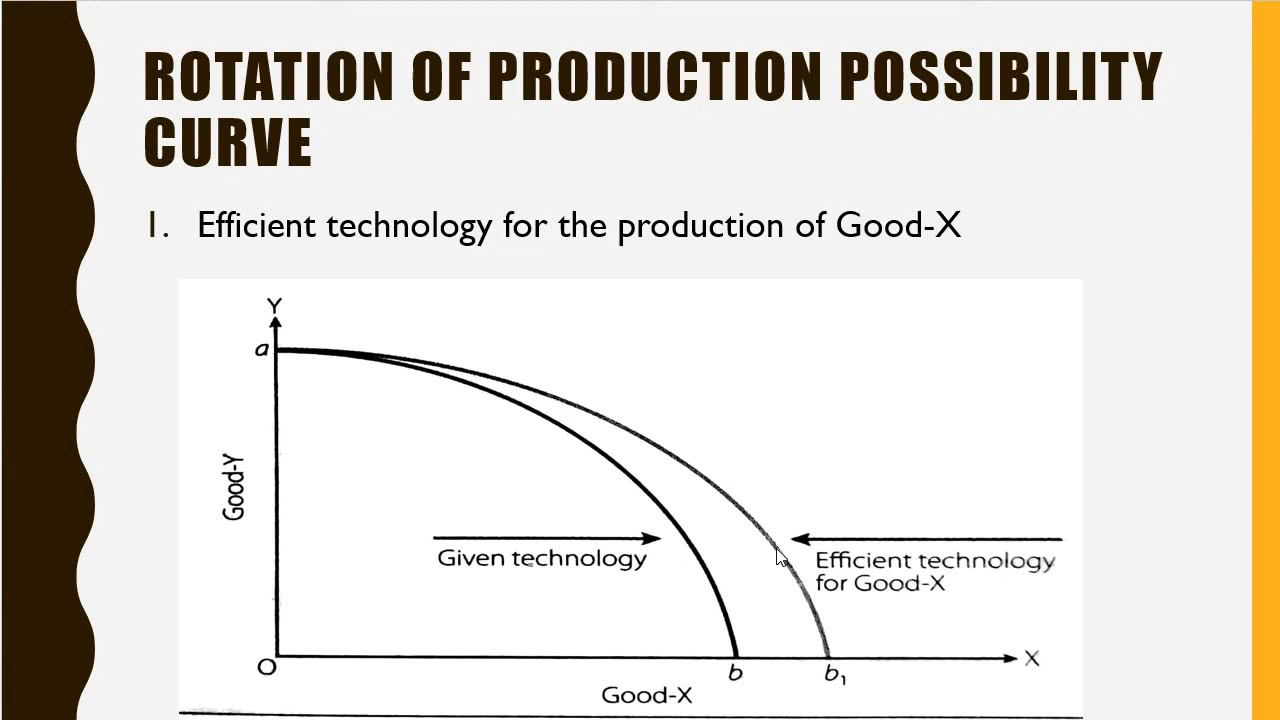 ROTATION OF PRODUCTION POSSIBILITY
CURVE
1. Efficient technology for the production of Good-X
Y
a
Good-Y
Given technology
Efficient technology
for Good-X
O
b
b₁
X
Good-X